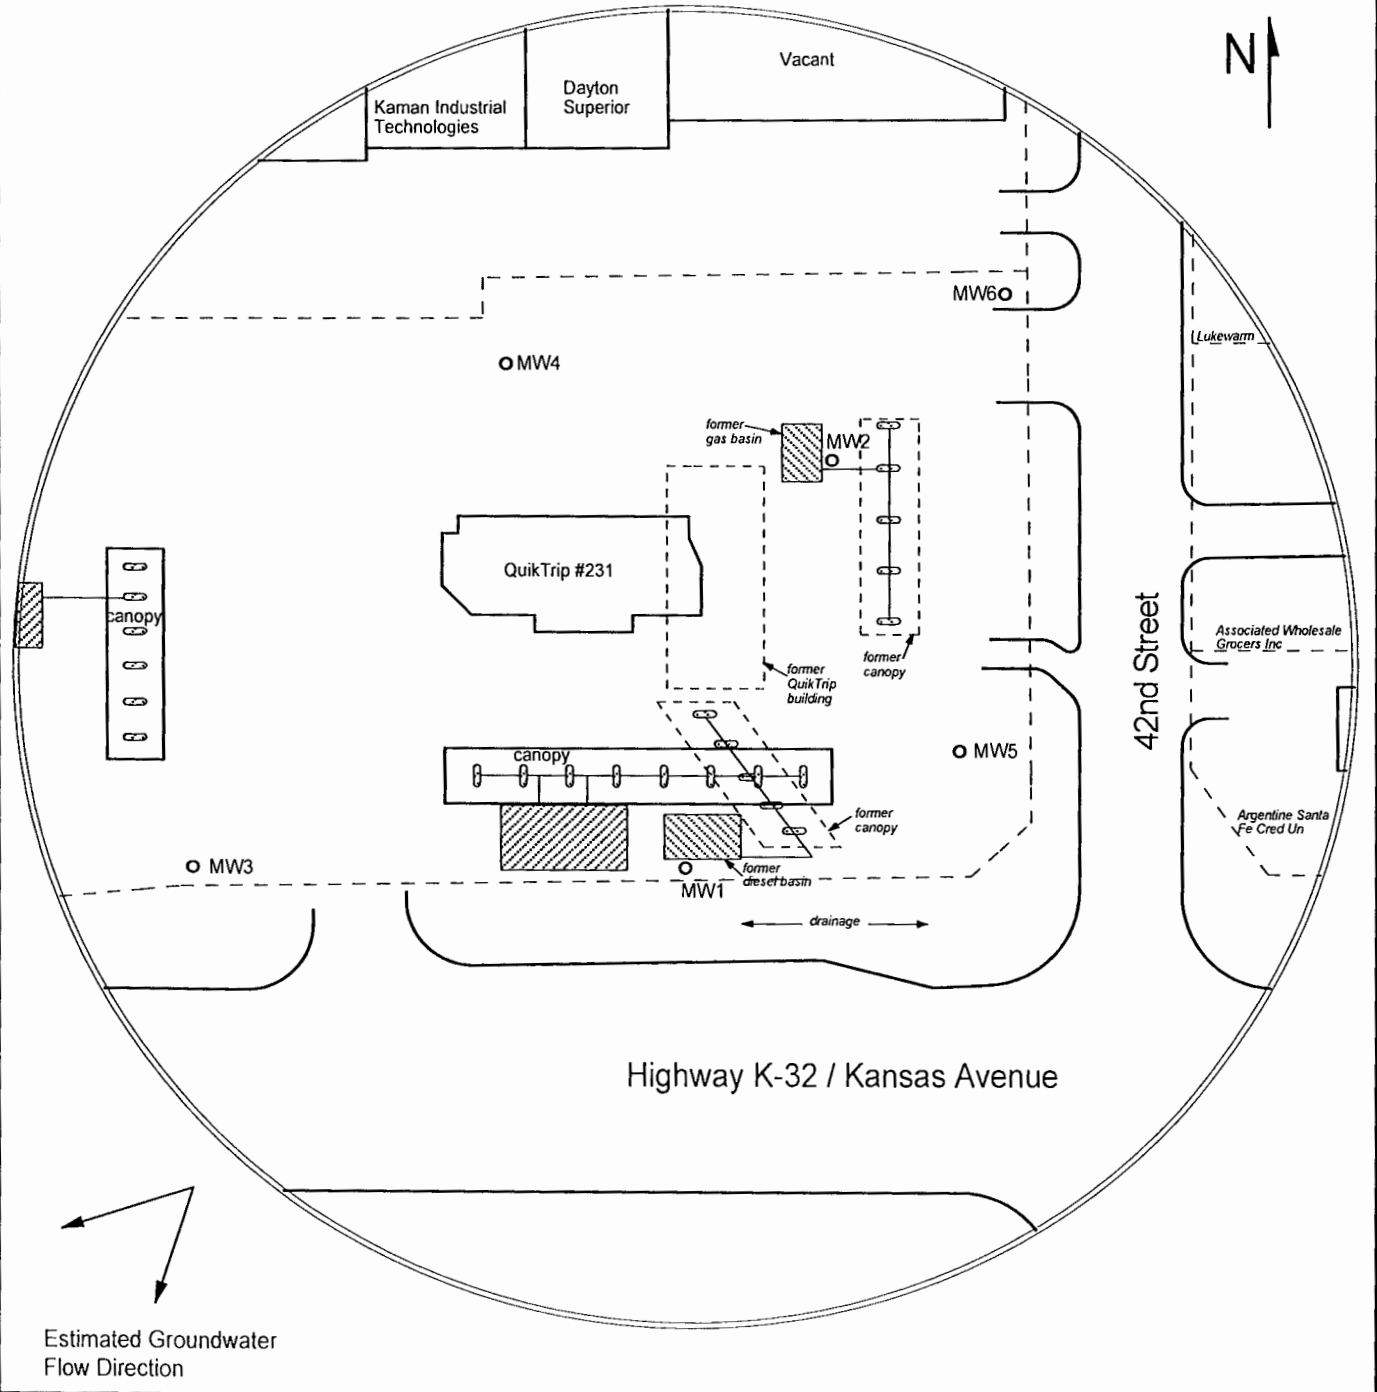 Vacant
N
Kaman Industrial
Technologies
Dayton
Superior
MW6
Lukewarm
MW4
former
gas basin
MW2
QuikTrip #231
canopy
Associated Wholesale
Grocers Inc
former
canopy
former
QuikTrip
building
42nd Street
MW5
canopy
former
canopy
Argentine Santa
Fe Cred Un
MW3
former
diesel basin
MW1
drainage
Highway K-32 / Kansas Avenue
Estimated Groundwater
Flow Direction